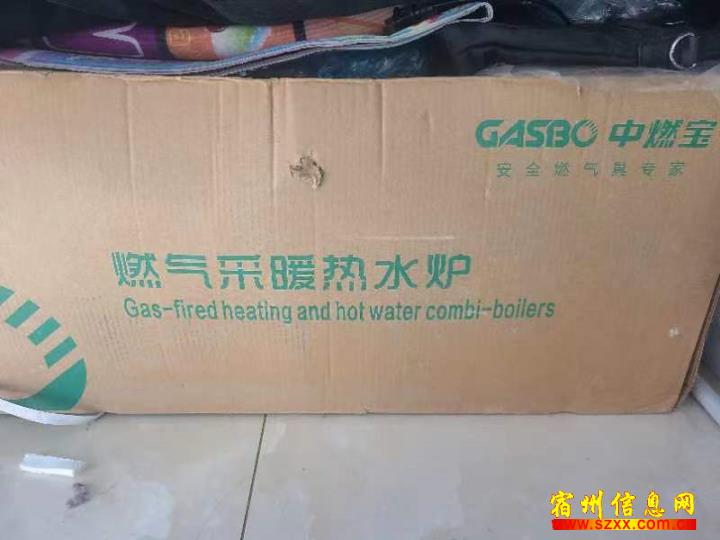 GASBO 中燃宝
安全燃气具专家
燃气采暖热水炉
Gas-fired heating and hot water combi-boilers
宿州信息网
www.szxx.com.cn